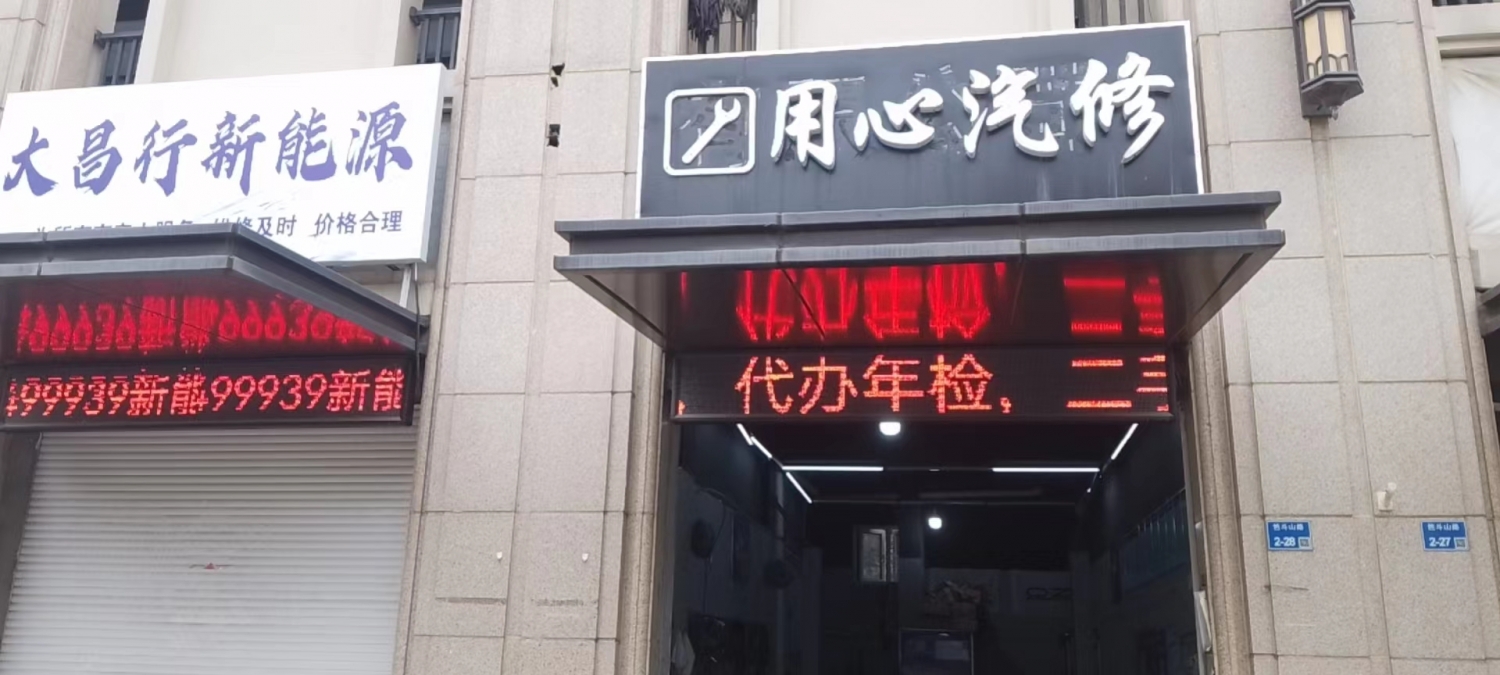 大昌行新能源
维修及时 价格合理
99939新能99939新能
用心汽修
代办年检,二
2-28
2-27